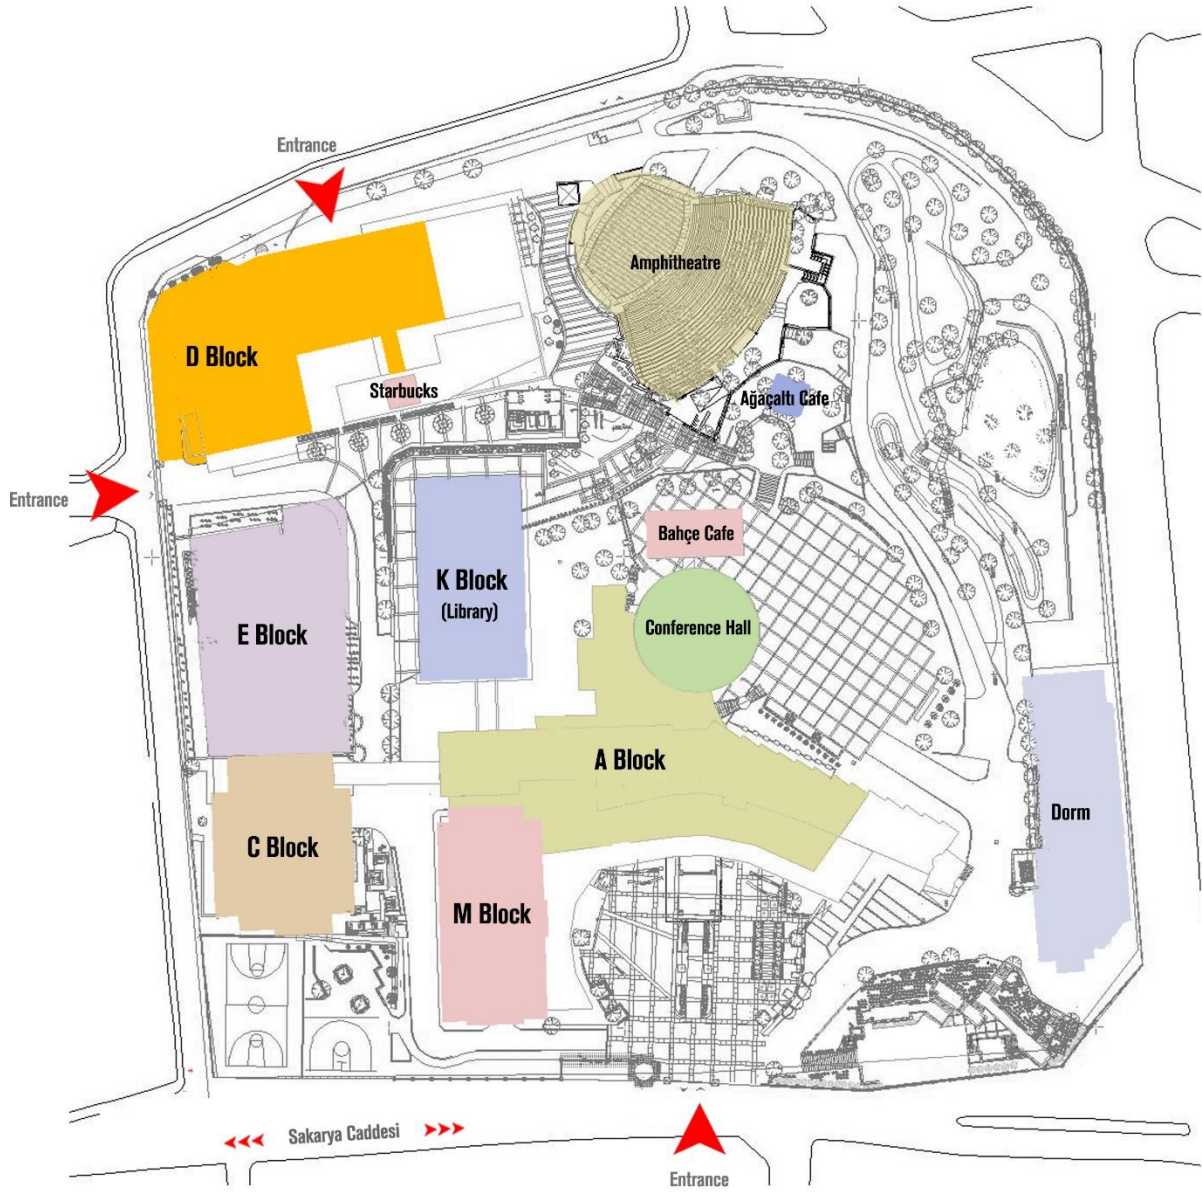 Entrance
Amphitheatre
D Block
Starbucks
Ağaçaltı Cafe
Entrance
Bahçe Cafe
K Block
(Library)
Conference Hall
E Block
A Block
Dorm
C Block
M Block
Sakarya Caddesi
Entrance